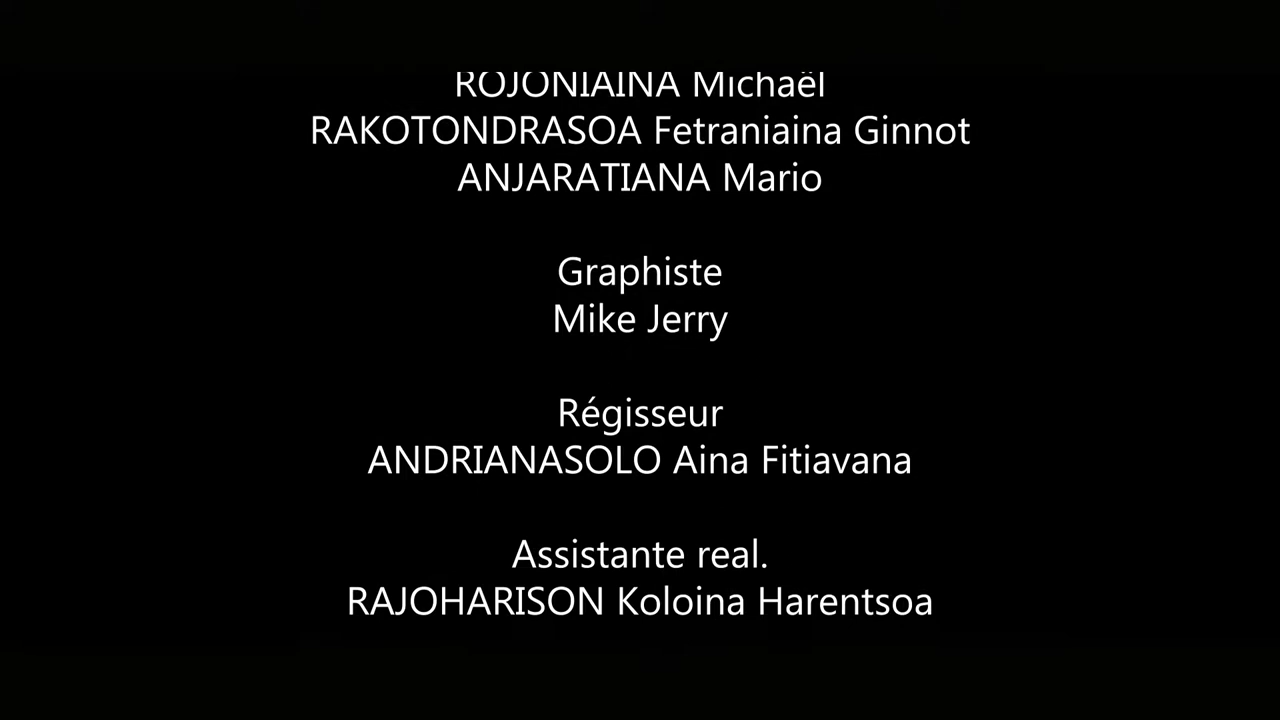 ROJONIAINA Michaël
RAKOTONDRASOA Fetraniaina Ginnot
ANJARATIANA Mario
Graphiste
Mike Jerry
Régisseur
ANDRIANASOLO Aina Fitiavana
Assistante real.
RAJOHARISON Koloina Harentsoa